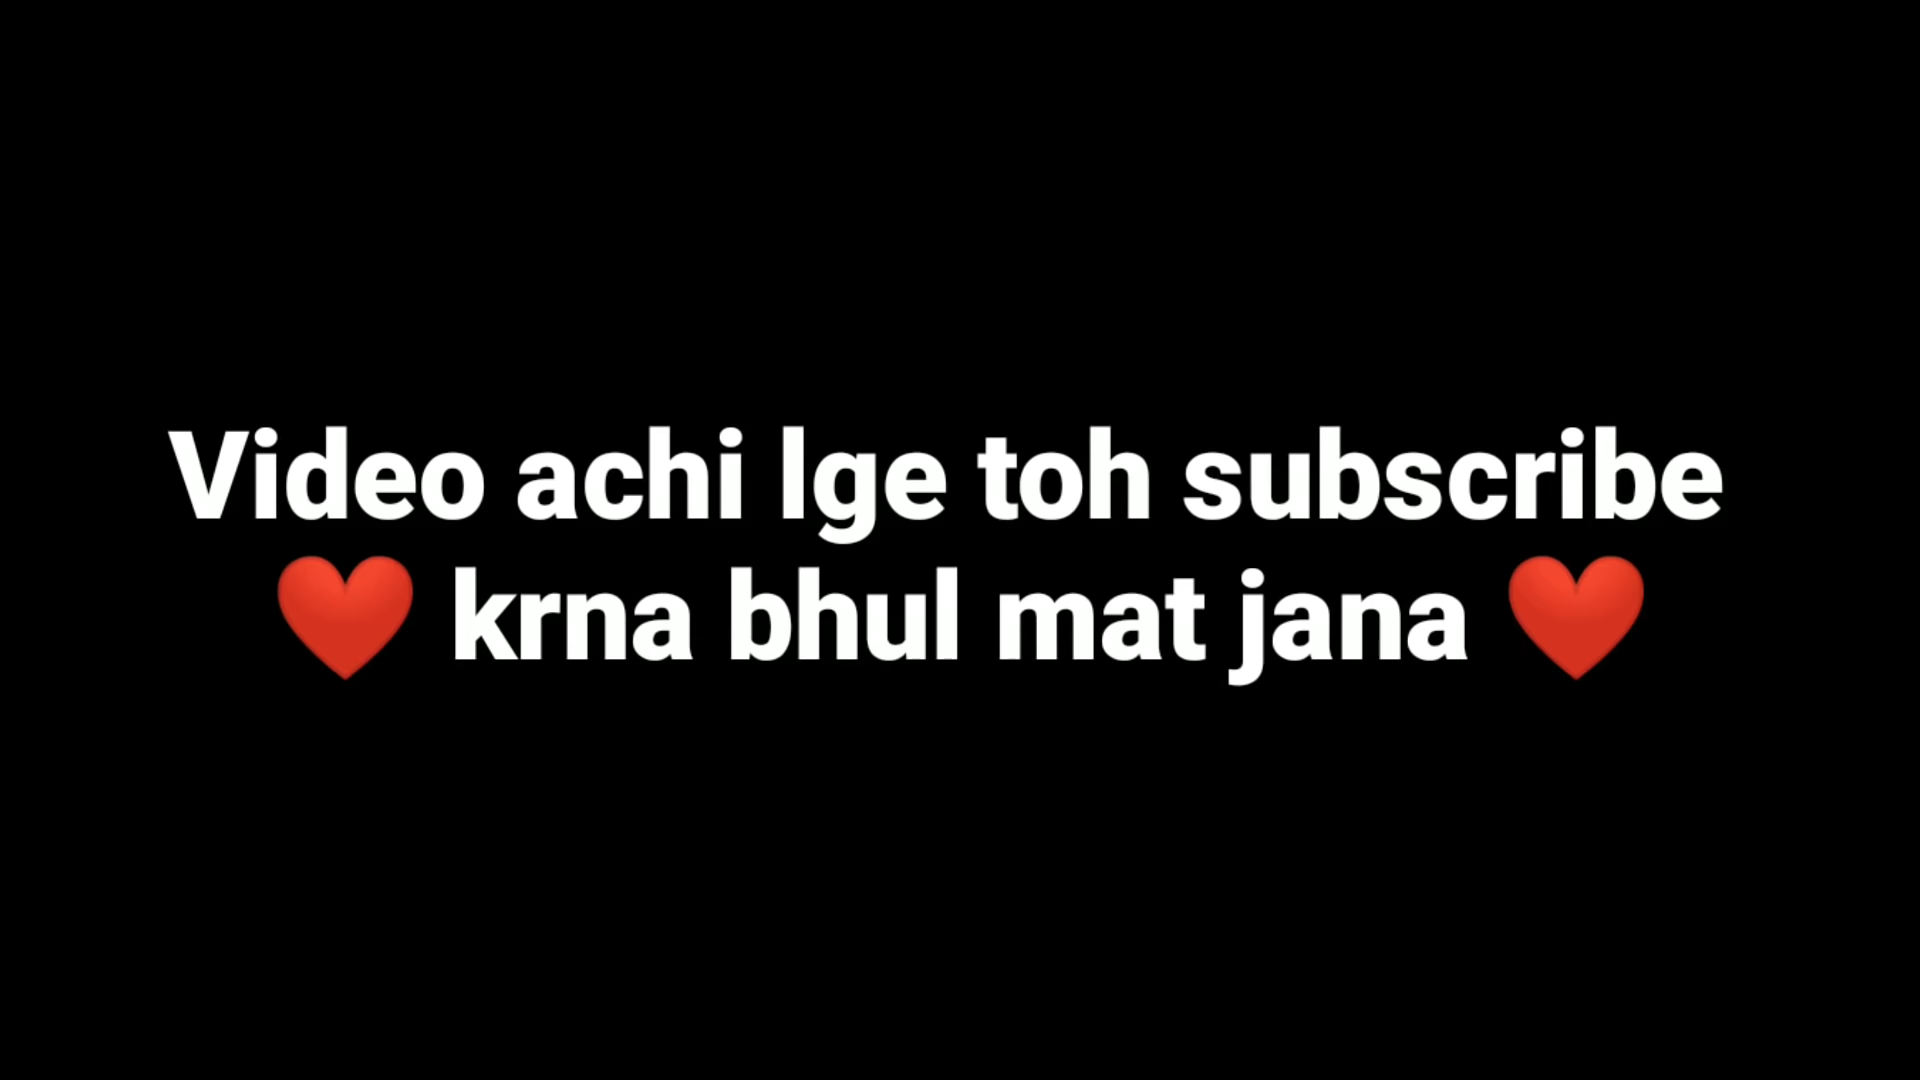 Video achi lge toh subscribe
❤️ krna bhul mat jana ❤️